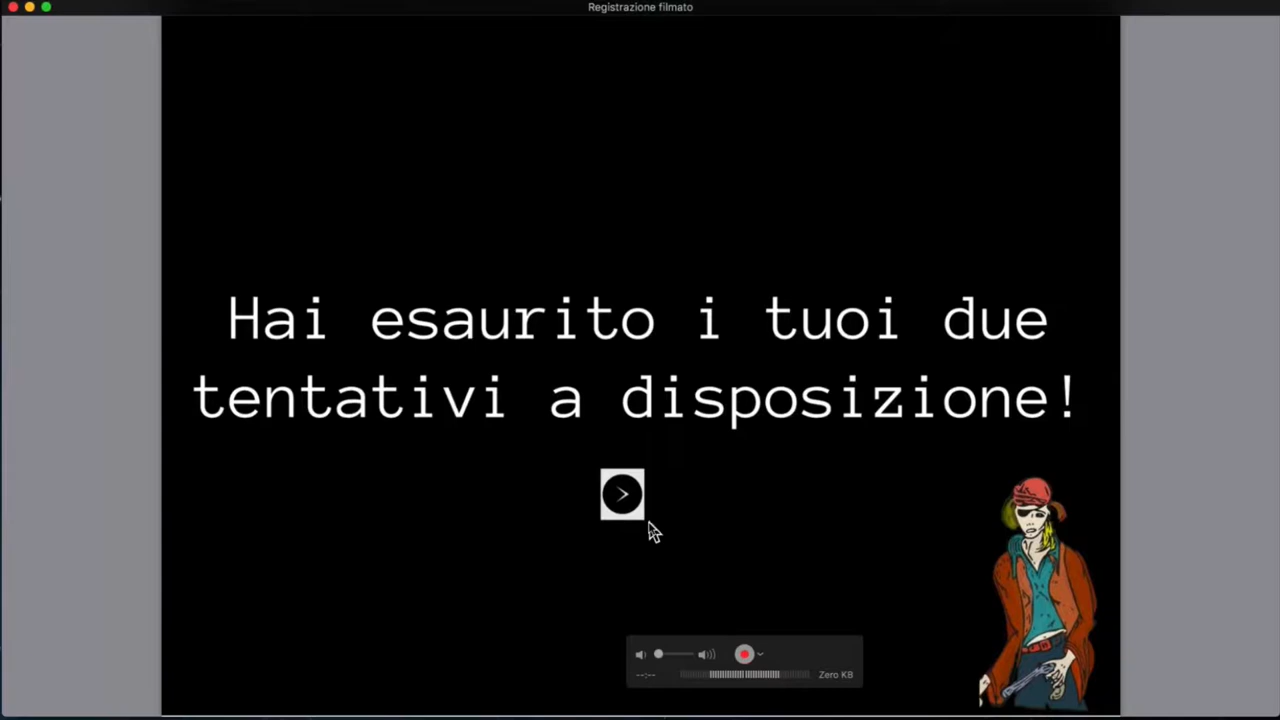 Registrazione filmato
Hai esaurito i tuoi due
tentativi a disposizione!
--:--
Zero KB